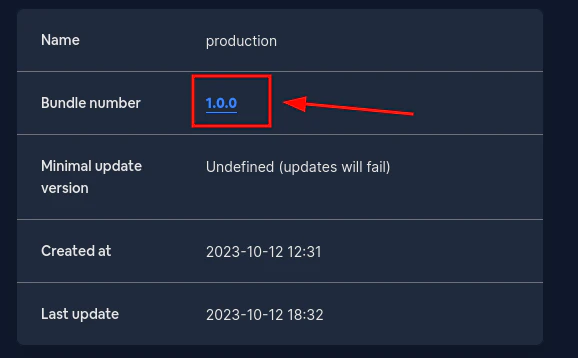 Name production
Bundle number 1.0.0
Minimal update version Undefined (updates will fail)
Created at 2023-10-12 12:31
Last update 2023-10-12 18:32